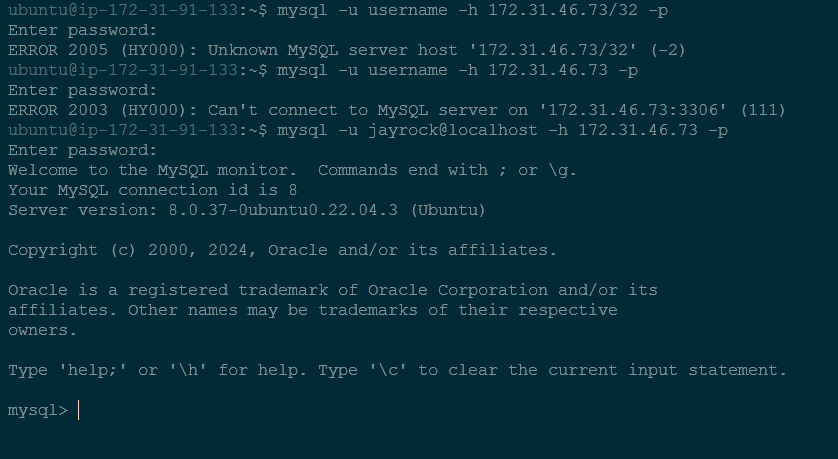 ubuntu@ip-172-31-91-133:~$ mysql -u username -h 172.31.46.73/32 -p
Enter password:
ERROR 2005 (HY000): Unknown MySQL server host '172.31.46.73/32' (-2)
ubuntu@ip-172-31-91-133:~$ mysql -u username -h 172.31.46.73 -p
Enter password:
ERROR 2003 (HY000): Can't connect to MySQL server on '172.31.46.73:3306' (111)
ubuntu@ip-172-31-91-133:~$ mysql -u jayrock@localhost -h 172.31.46.73 -p
Enter password:
Welcome to the MySQL monitor.  Commands end with ; or \g.
Your MySQL connection id is 8
Server version: 8.0.37-0ubuntu0.22.04.3 (Ubuntu)

Copyright (c) 2000, 2024, Oracle and/or its affiliates.

Oracle is a registered trademark of Oracle Corporation and/or its
affiliates. Other names may be trademarks of their respective
owners.

Type 'help;' or '\h' for help. Type '\c' to clear the current input statement.

mysql>